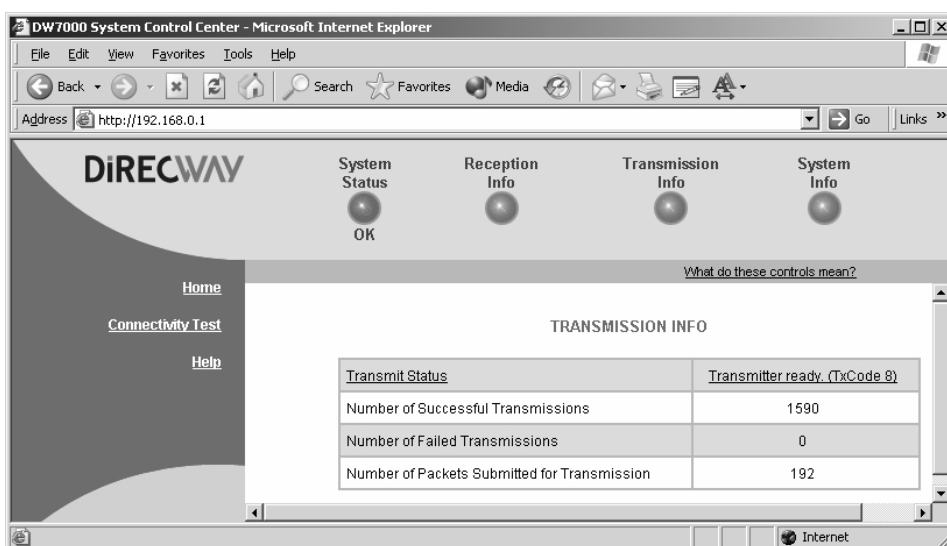 DW7000 System Control Center - Microsoft Internet Explorer
File Edit View Favorites Tools Help
Back Search Favorites Media
Address http://192.168.0.1 Go Links »
DIRECWAY
System Status
OK
Reception Info
Transmission Info
System Info
What do these controls mean?
Home
Connectivity Test
Help
TRANSMISSION INFO
Transmit Status Transmitter ready. (TxCode 8)
Number of Successful Transmissions 1590
Number of Failed Transmissions 0
Number of Packets Submitted for Transmission 192
Internet